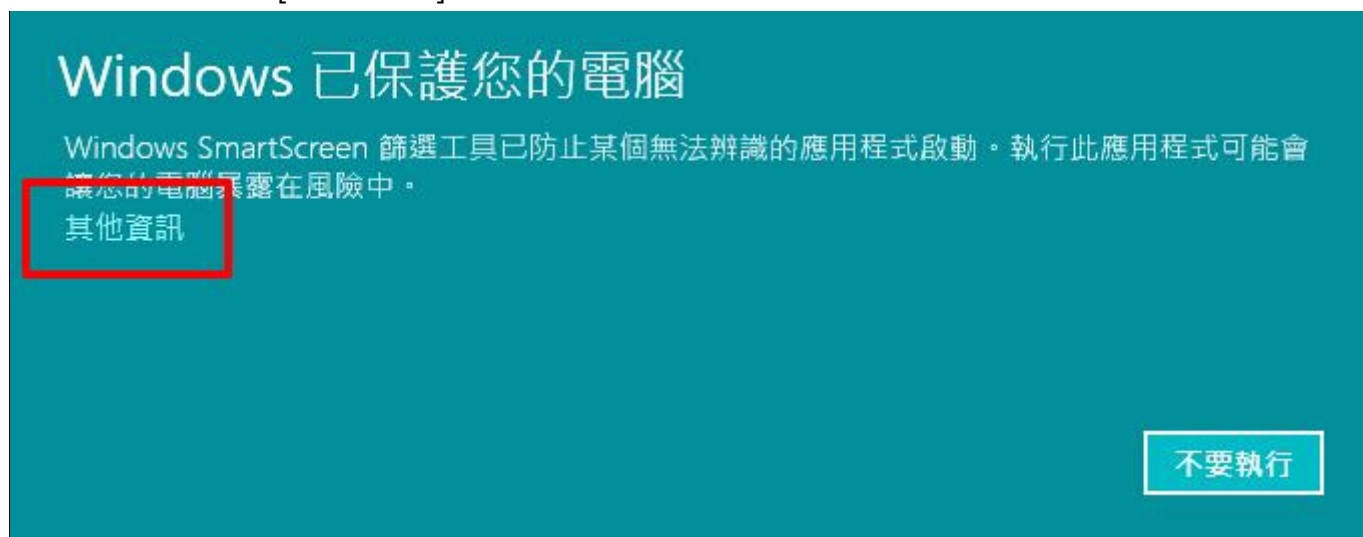 Windows 已保護您的電腦
Windows SmartScreen 篩選工具已防止某個無法辨識的應用程式啟動。執行此應用程式可能會
讓您的電腦暴露在風險中。
其他資訊
不要執行